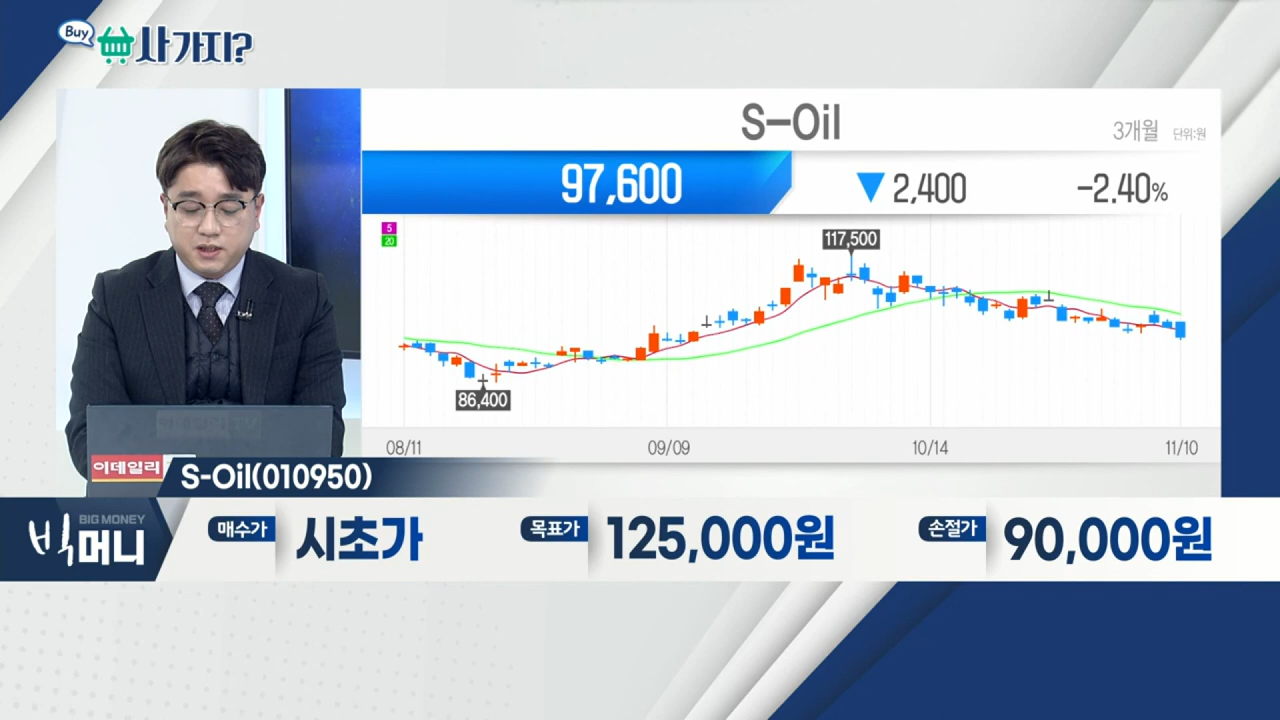 Buy 사가지?
S-Oil
3개월 단위:원
97,600 ▼ 2,400 -2.40%
5
20
117,500
86,400
08/11 09/09 10/14 11/10
이데일리 S-Oil(010950)
BIG MONEY
빅머니 매수가 시초가 목표가 125,000원 손절가 90,000원